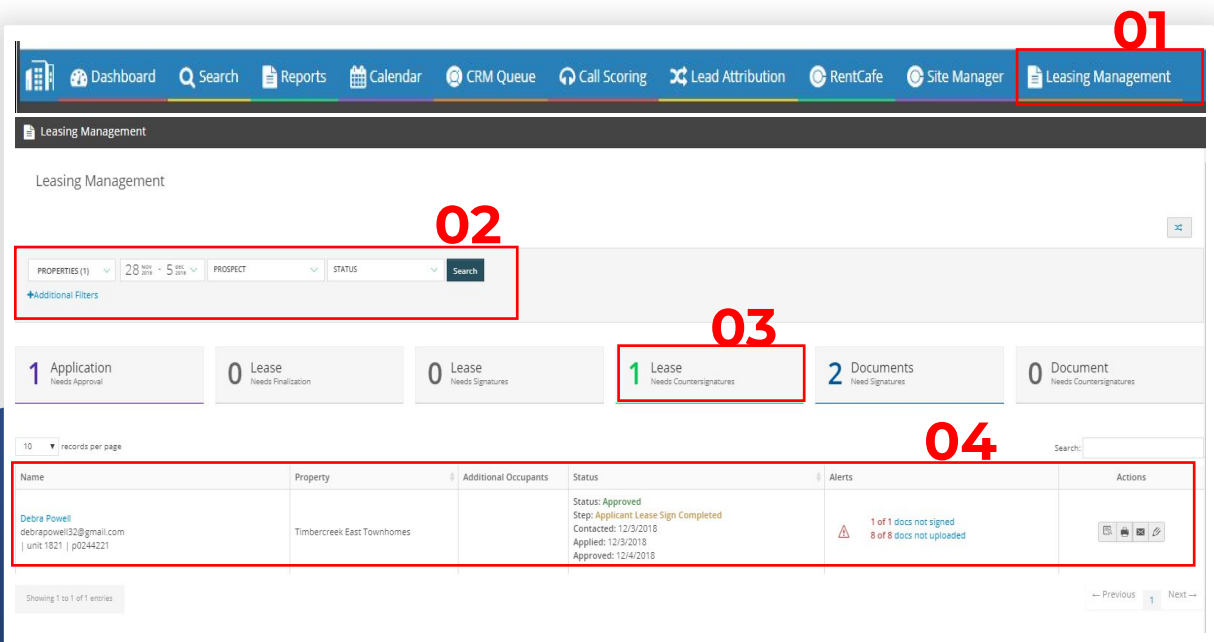 01
Dashboard Search Reports Calendar CRM Queue Call Scoring Lead Attribution RentCafe Site Manager Leasing Management
Leasing Management
Leasing Management
02
PROPERTIES (1) 28 NOV 2018 - 5 DEC 2018 PROSPECT STATUS Search
+Additional Filters
03
1 Application Needs Approval
0 Lease Needs Finalization
0 Lease Needs Signatures
1 Lease Needs Countersignatures
2 Documents Need Signatures
0 Document Needs Countersignatures
04
10 records per page Search:
Name Property Additional Occupants Status Alerts Actions
Debra Powell
debrapowell32@gmail.com
| unit 1821 | p0244221
Timbercreek East Townhomes
Status: Approved
Step: Applicant Lease Sign Completed
Contacted: 12/3/2018
Applied: 12/3/2018
Approved: 12/4/2018
1 of 1 docs not signed
8 of 8 docs not uploaded
Showing 1 to 1 of 1 entries
← Previous 1 Next →